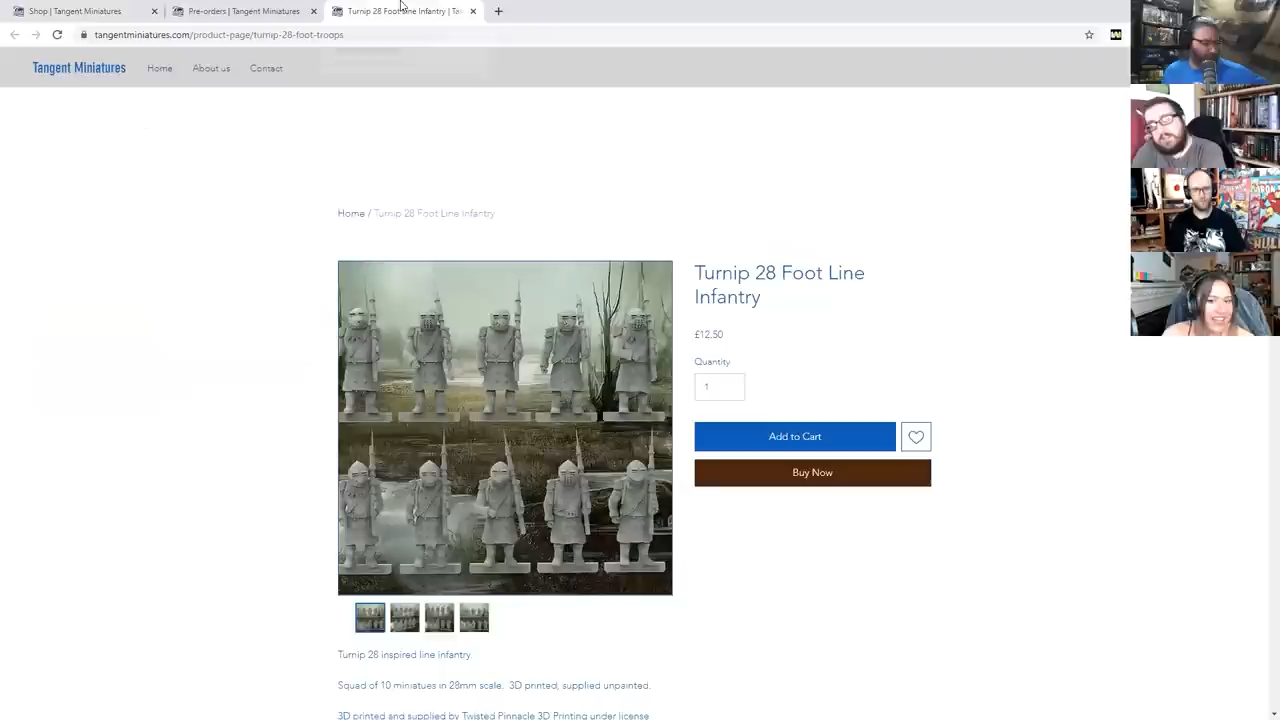 Shop | Tangent Miniatures
Pre-orders | Tangent Miniatures
Turnip 28 Foot Line Infantry | Ta
tangentminiatures.com/product-page/turnip-28-foot-troops
Tangent Miniatures
Home
About us
Contact
Home / Turnip 28 Foot Line Infantry
Turnip 28 Foot Line
Infantry
£12.50
Quantity
1
Add to Cart
Buy Now
Turnip 28 inspired line infantry.
Squad of 10 miniatues in 28mm scale. 3D printed, supplied unpainted.
3D printed and supplied by Twisted Pinnacle 3D Printing under license